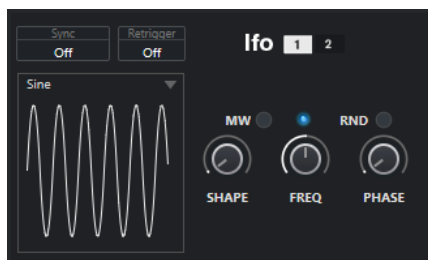 Sync
Off
Retrigger
Off
Lfo 1 2
Sine
MW
RND
SHAPE
FREQ
PHASE